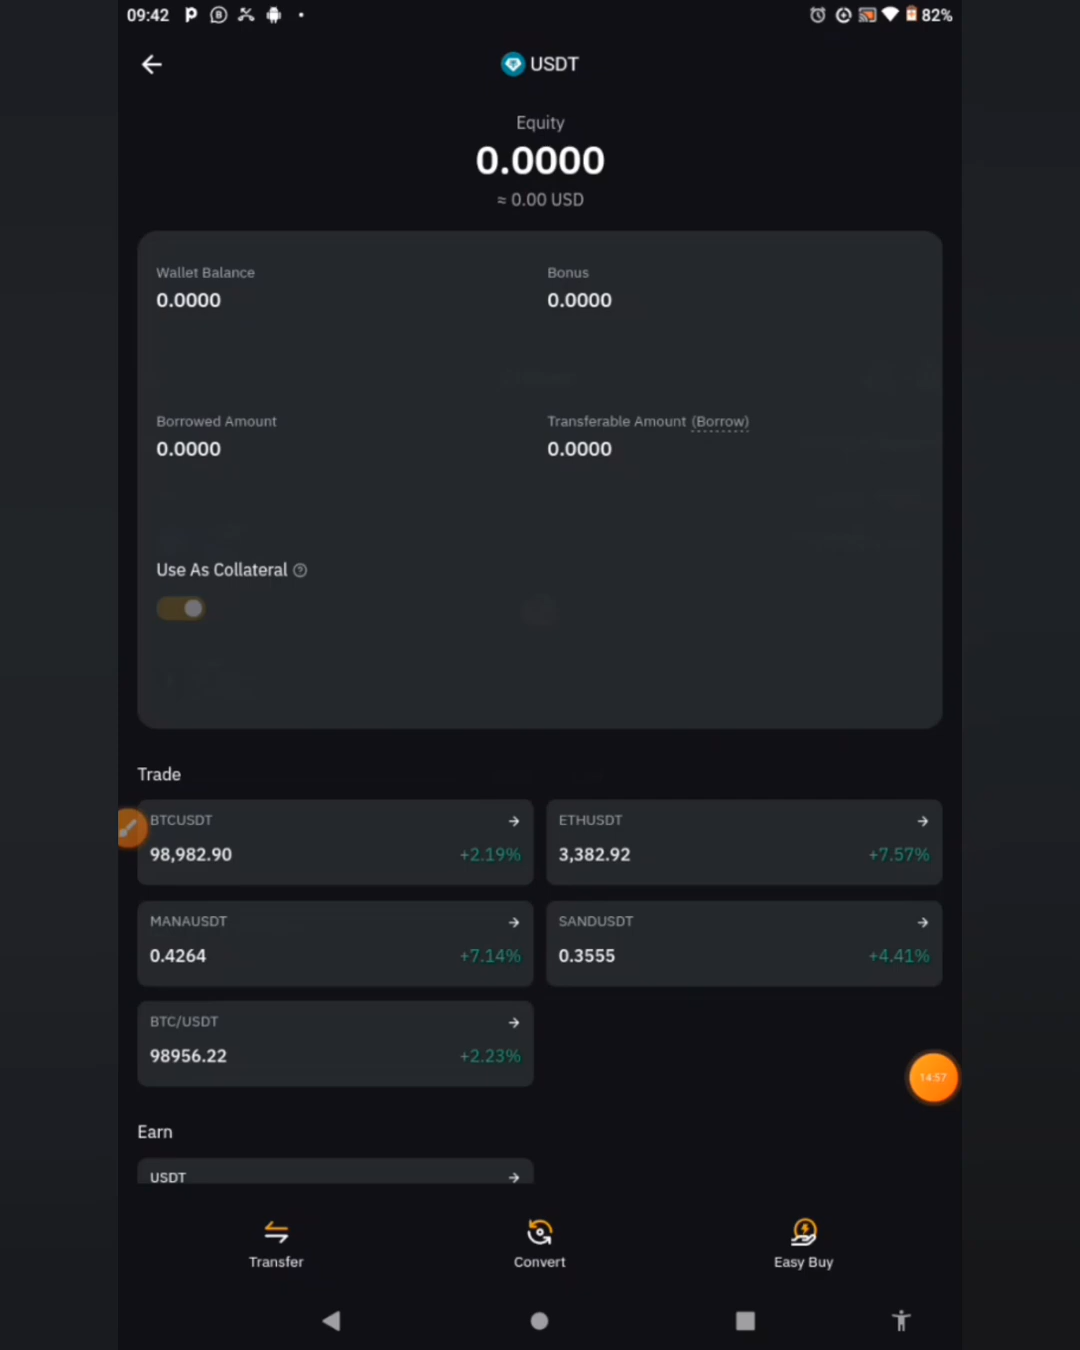 09:42
82%
USDT
Equity
0.0000
≈ 0.00 USD
Wallet Balance
Bonus
0.0000
0.0000
Borrowed Amount
Transferable Amount (Borrow)
0.0000
0.0000
Use As Collateral
Trade
BTCUSDT
ETHUSDT
98,982.90 +2.19%
3,382.92 +7.57%
MANAUSDT
SANDUSDT
0.4264 +7.14%
0.3555 +4.41%
BTC/USDT
98956.22 +2.23%
14:57
Earn
USDT
Transfer
Convert
Easy Buy